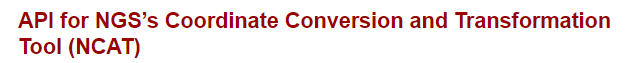 API for NGS’s Coordinate Conversion and Transformation
Tool (NCAT)